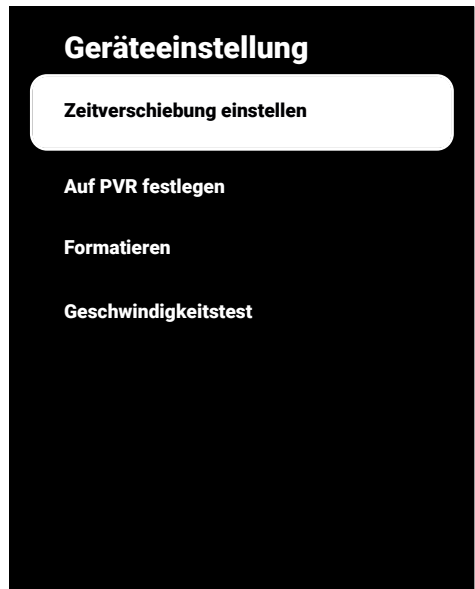 Geräteeinstellung
Zeitverschiebung einstellen
Auf PVR festlegen
Formatieren
Geschwindigkeitstest